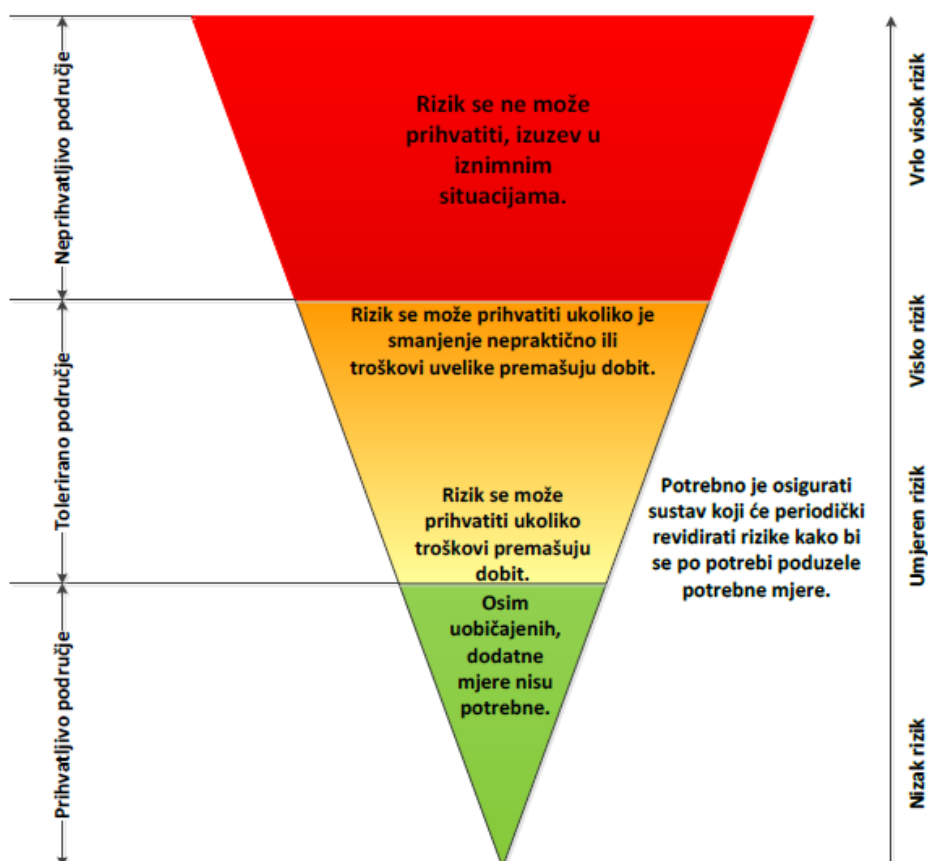 Neprihvatljivo područje
Rizik se ne može
prihvatiti, izuzev u
iznimnim
situacijama.
Vrlo visok rizik
Tolerirano područje
Rizik se može prihvatiti ukoliko je
smanjenje nepraktično ili
troškovi uvelike premašuju dobit.
Visko rizik
Rizik se može
prihvatiti ukoliko
troškovi premašuju
dobit.
Potrebno je osigurati
sustav koji će periodički
revidirati rizike kako bi
se po potrebi poduzele
potrebne mjere.
Umjeren rizik
Prihvatljivo područje
Osim
uobičajenih,
dodatne
mjere nisu
potrebne.
Nizak rizik